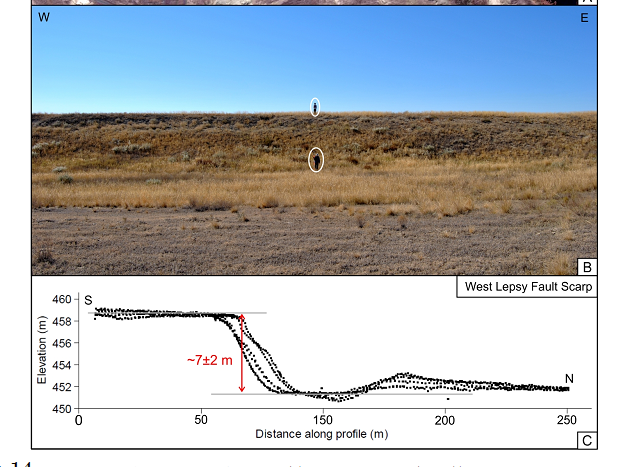 A
W E
B
West Lepsy Fault Scarp
460
458
456
454
452
450
Elevation (m)
S
~7±2 m
N
0 50 100 150 200 250
Distance along profile (m)
C
14